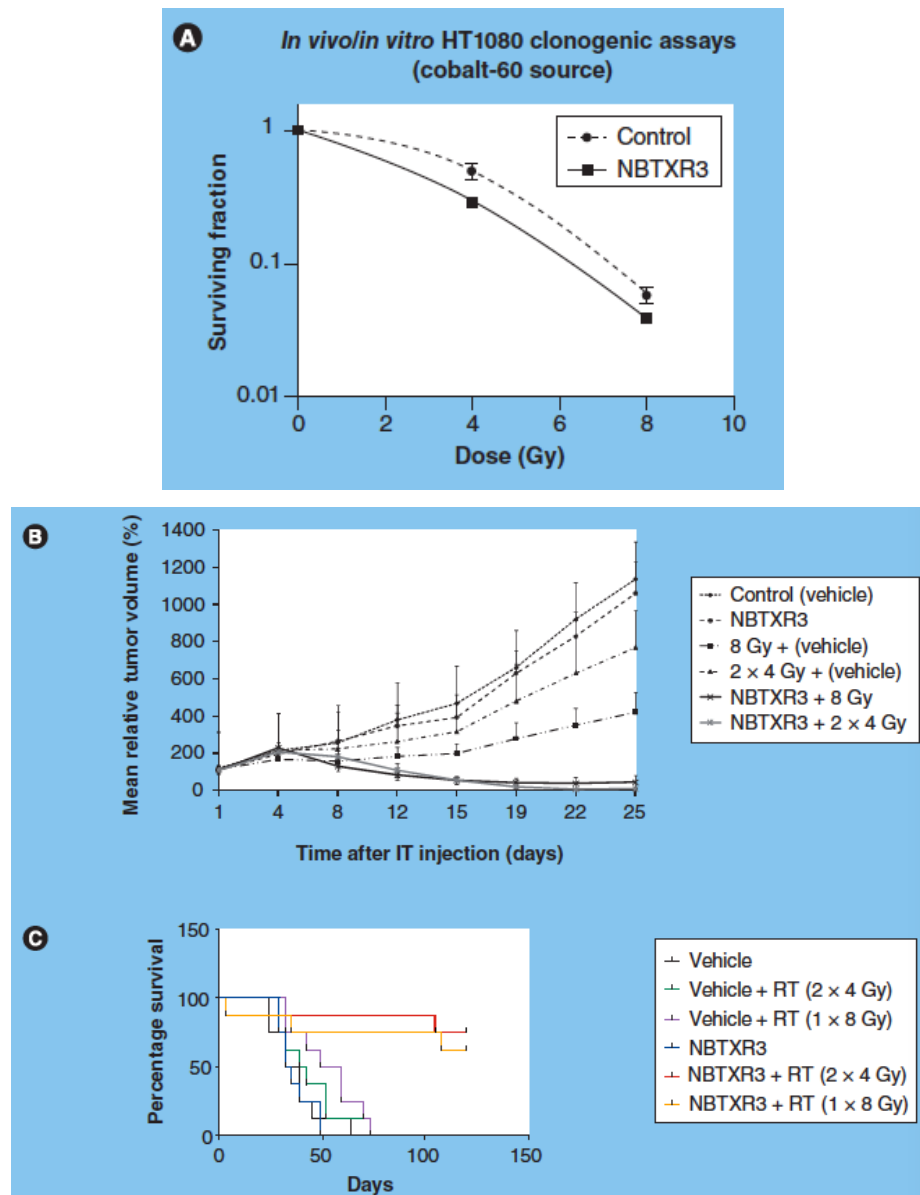 A
In vivo/in vitro HT1080 clonogenic assays
(cobalt-60 source)
Surviving fraction
1
0.1
0.01
Control
NBTXR3
0 2 4 6 8 10
Dose (Gy)
B
Mean relative tumor volume (%)
1400
1200
1000
800
600
400
200
0
1 4 8 12 15 19 22 25
Time after IT injection (days)
Control (vehicle)
NBTXR3
8 Gy + (vehicle)
2 × 4 Gy + (vehicle)
NBTXR3 + 8 Gy
NBTXR3 + 2 × 4 Gy
C
Percentage survival
150
100
50
0
0 50 100 150
Days
Vehicle
Vehicle + RT (2 × 4 Gy)
Vehicle + RT (1 × 8 Gy)
NBTXR3
NBTXR3 + RT (2 × 4 Gy)
NBTXR3 + RT (1 × 8 Gy)